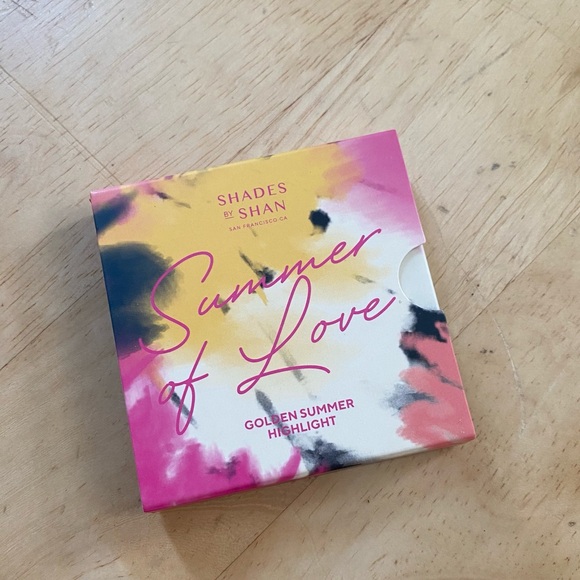 SHADES
BY SHAN
SAN FRANCISCO·CA
Summer
of Love
GOLDEN SUMMER
HIGHLIGHT